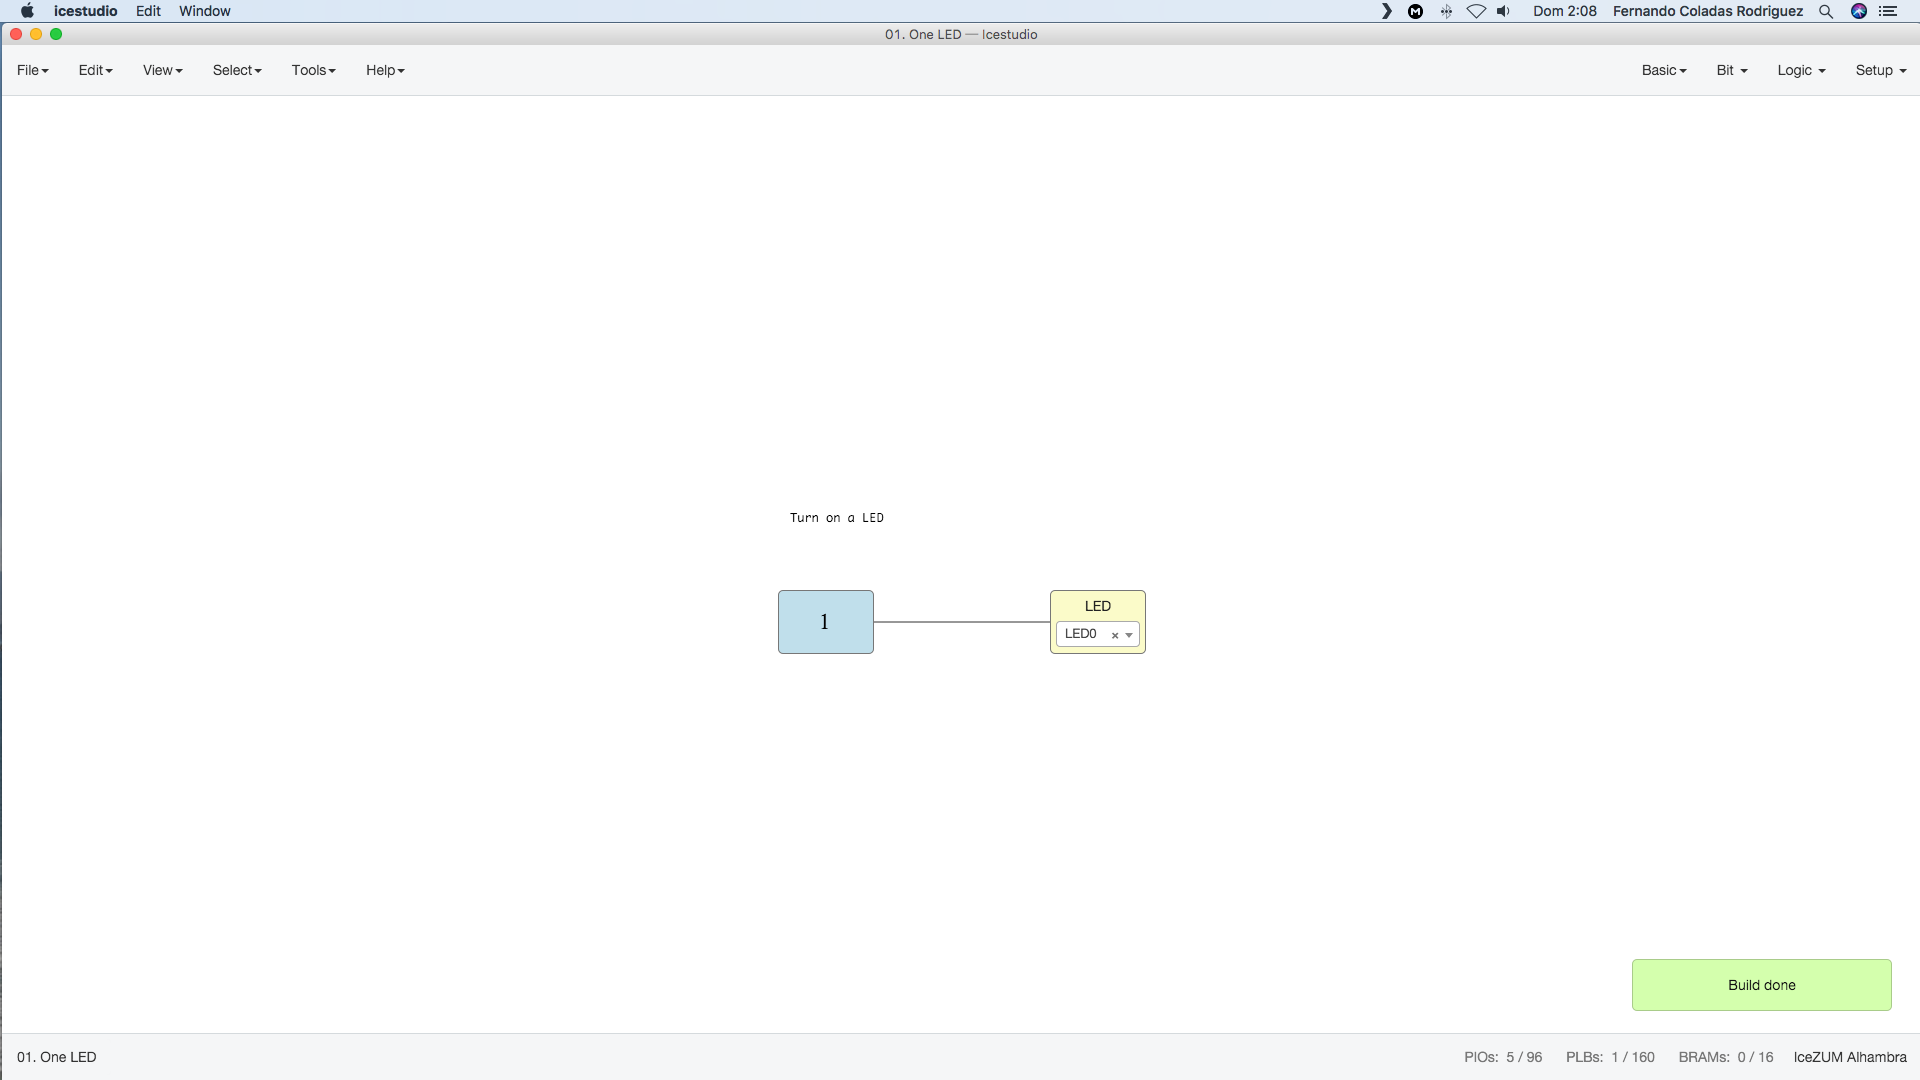 icestudio Edit Window Dom 2:08 Fernando Coladas Rodriguez
01. One LED — Icestudio
File Edit View Select Tools Help Basic Bit Logic Setup
Turn on a LED
1
LED
LED0
Build done
01. One LED PIOs: 5 / 96 PLBs: 1 / 160 BRAMs: 0 / 16 IceZUM Alhambra